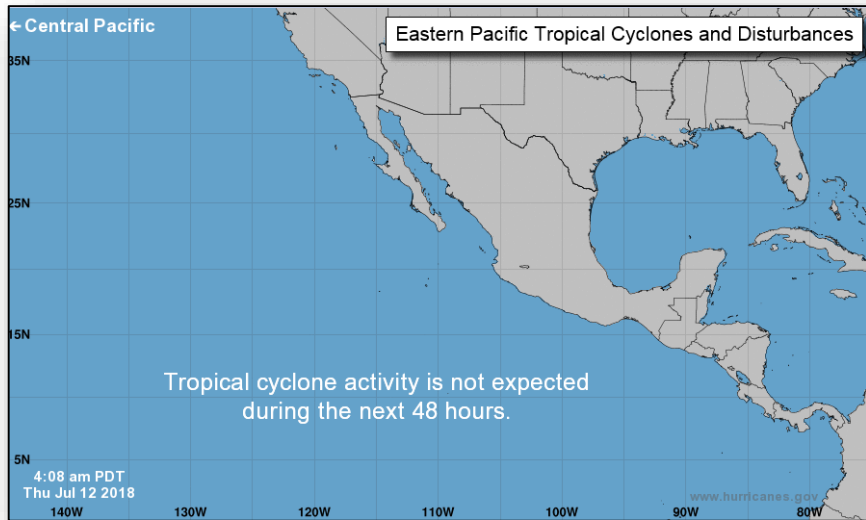 ← Central Pacific
Eastern Pacific Tropical Cyclones and Disturbances
35N
25N
15N
Tropical cyclone activity is not expected
during the next 48 hours.
5N
4:08 am PDT
Thu Jul 12 2018
www.hurricanes.gov
140W 130W 120W 110W 100W 90W 80W